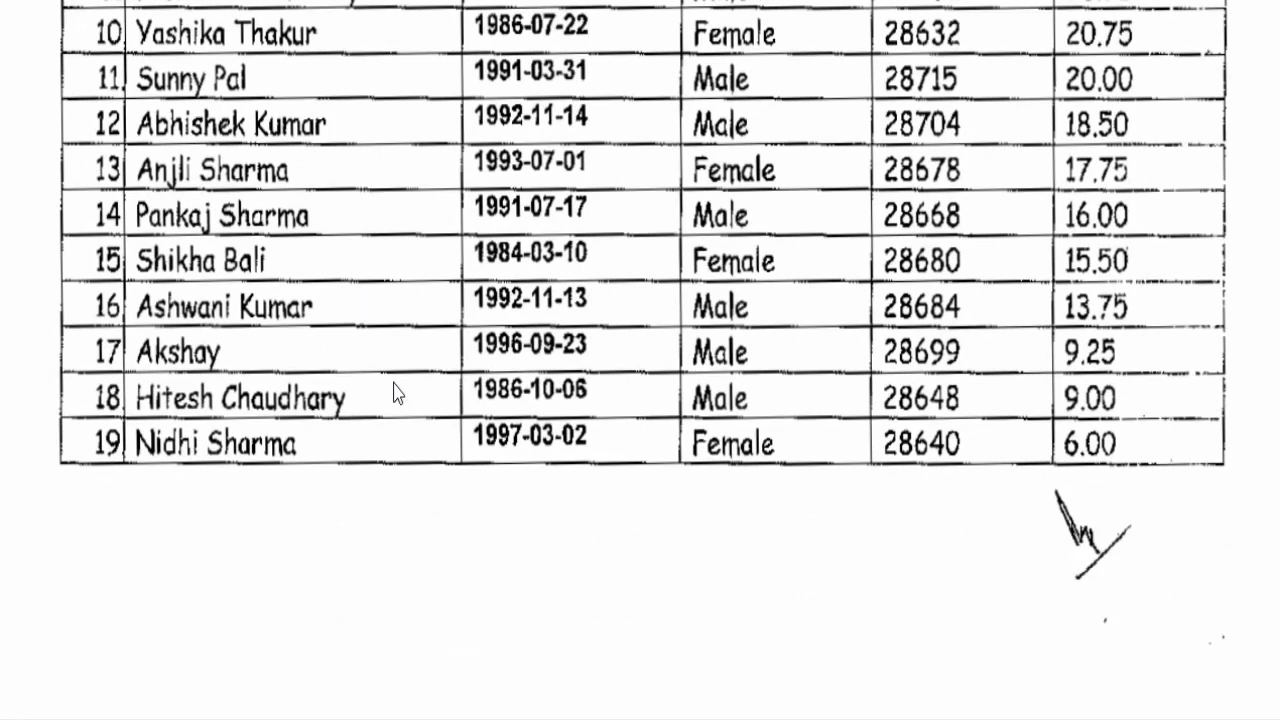 10 Yashika Thakur 1986-07-22 Female 28632 20.75
11 Sunny Pal 1991-03-31 Male 28715 20.00
12 Abhishek Kumar 1992-11-14 Male 28704 18.50
13 Anjli Sharma 1993-07-01 Female 28678 17.75
14 Pankaj Sharma 1991-07-17 Male 28668 16.00
15 Shikha Bali 1984-03-10 Female 28680 15.50
16 Ashwani Kumar 1992-11-13 Male 28684 13.75
17 Akshay 1996-09-23 Male 28699 9.25
18 Hitesh Chaudhary 1986-10-06 Male 28648 9.00
19 Nidhi Sharma 1997-03-02 Female 28640 6.00